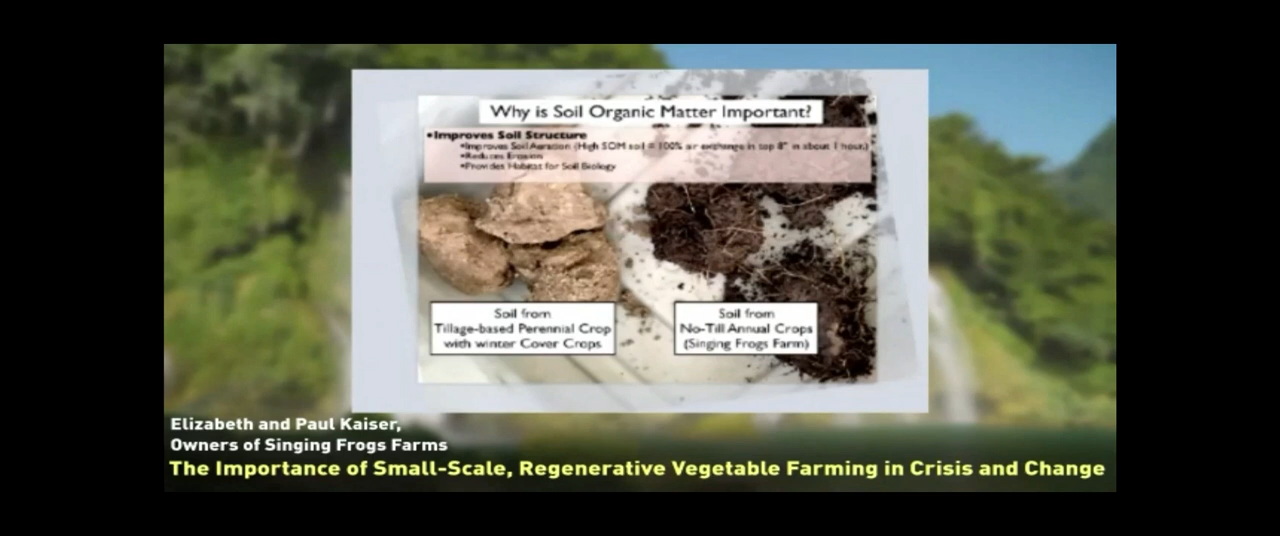 Why is Soil Organic Matter Important?
•Improves Soil Structure
•Improves Soil Aeration (High SOM soil = 100% air exchange in top 8" in about 1 hour)
•Reduces Erosion
•Provides Habitat for Soil Biology
Soil from
Tillage-based Perennial Crop
with winter Cover Crops
Soil from
No-Till Annual Crops
(Singing Frogs Farm)
Elizabeth and Paul Kaiser,
Owners of Singing Frogs Farms
The Importance of Small-Scale, Regenerative Vegetable Farming in Crisis and Change